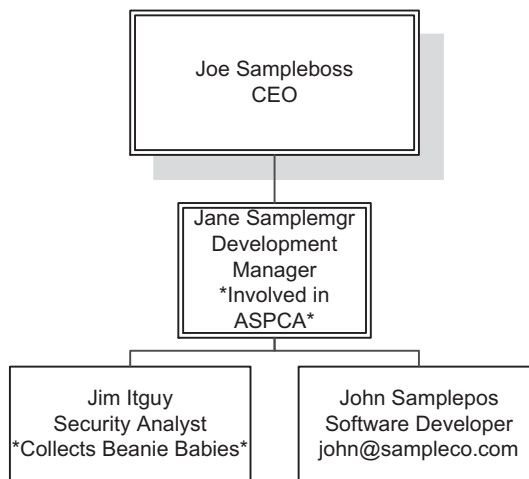 Joe Sampleboss
CEO
Jane Samplemgr
Development
Manager
*Involved in
ASPCA*
Jim Itguy
Security Analyst
*Collects Beanie Babies*
John Samplepos
Software Developer
john@sampleco.com